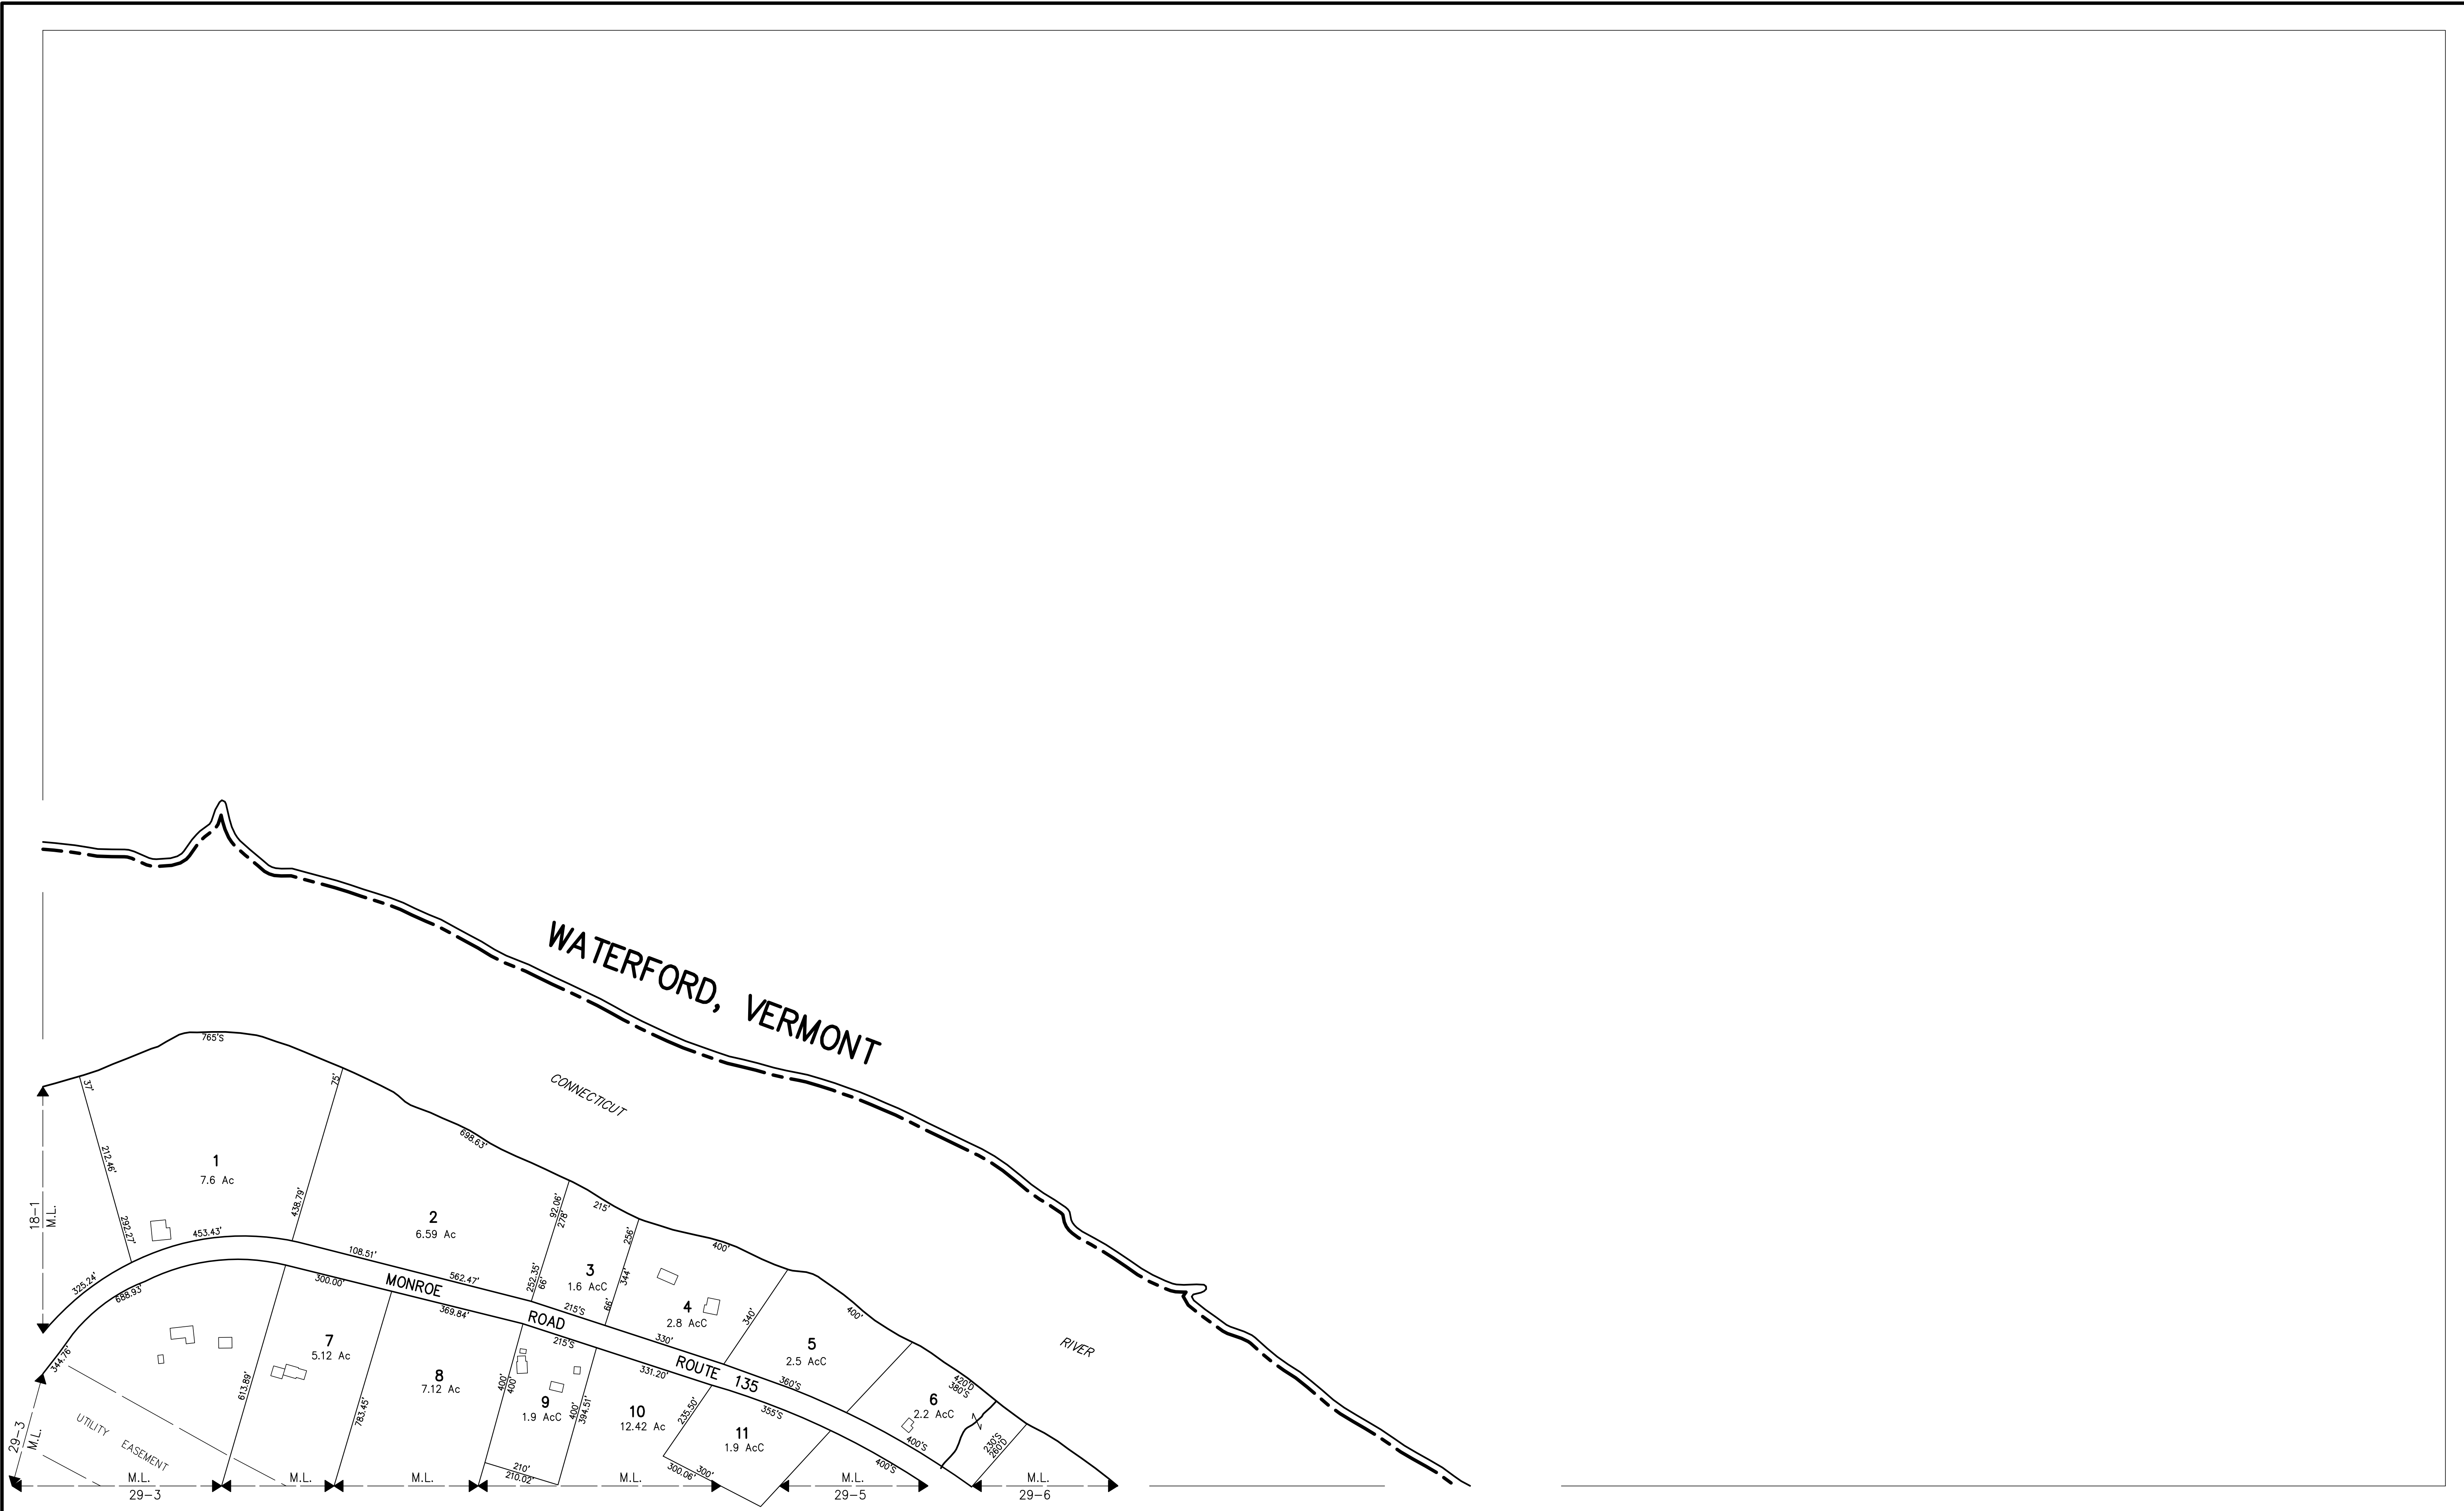 WATERFORD, VERMONT
CONNECTICUT
RIVER
765'S
37'
75'
212.46'
292.27'
1
7.6 Ac
438.79'
453.43'
325.24'
688.93'
344.76'
18-1
M.L.
698.63'
2
6.59 Ac
108.51'
562.47'
92.06'
278'
252.35'
66'
215'
3
1.6 AcC
215'S
256'
344'
66'
400'
4
2.8 AcC
330'
340'
400'
5
2.5 AcC
360'S
420'D
380'S
6
2.2 AcC
Z
400'S
230'S
260'D
MONROE
ROAD
ROUTE 135
300.00'
7
5.12 Ac
613.89'
783.45'
369.84'
8
7.12 Ac
215'S
400'
400'
9
1.9 AcC
400'
394.51'
210'
210.02'
331.20'
10
12.42 Ac
235.50'
355'S
11
1.9 AcC
300'
300.06'
400'S
UTILITY EASEMENT
29-3
M.L.
M.L.
29-3
M.L.
M.L.
M.L.
M.L.
29-5
M.L.
29-6